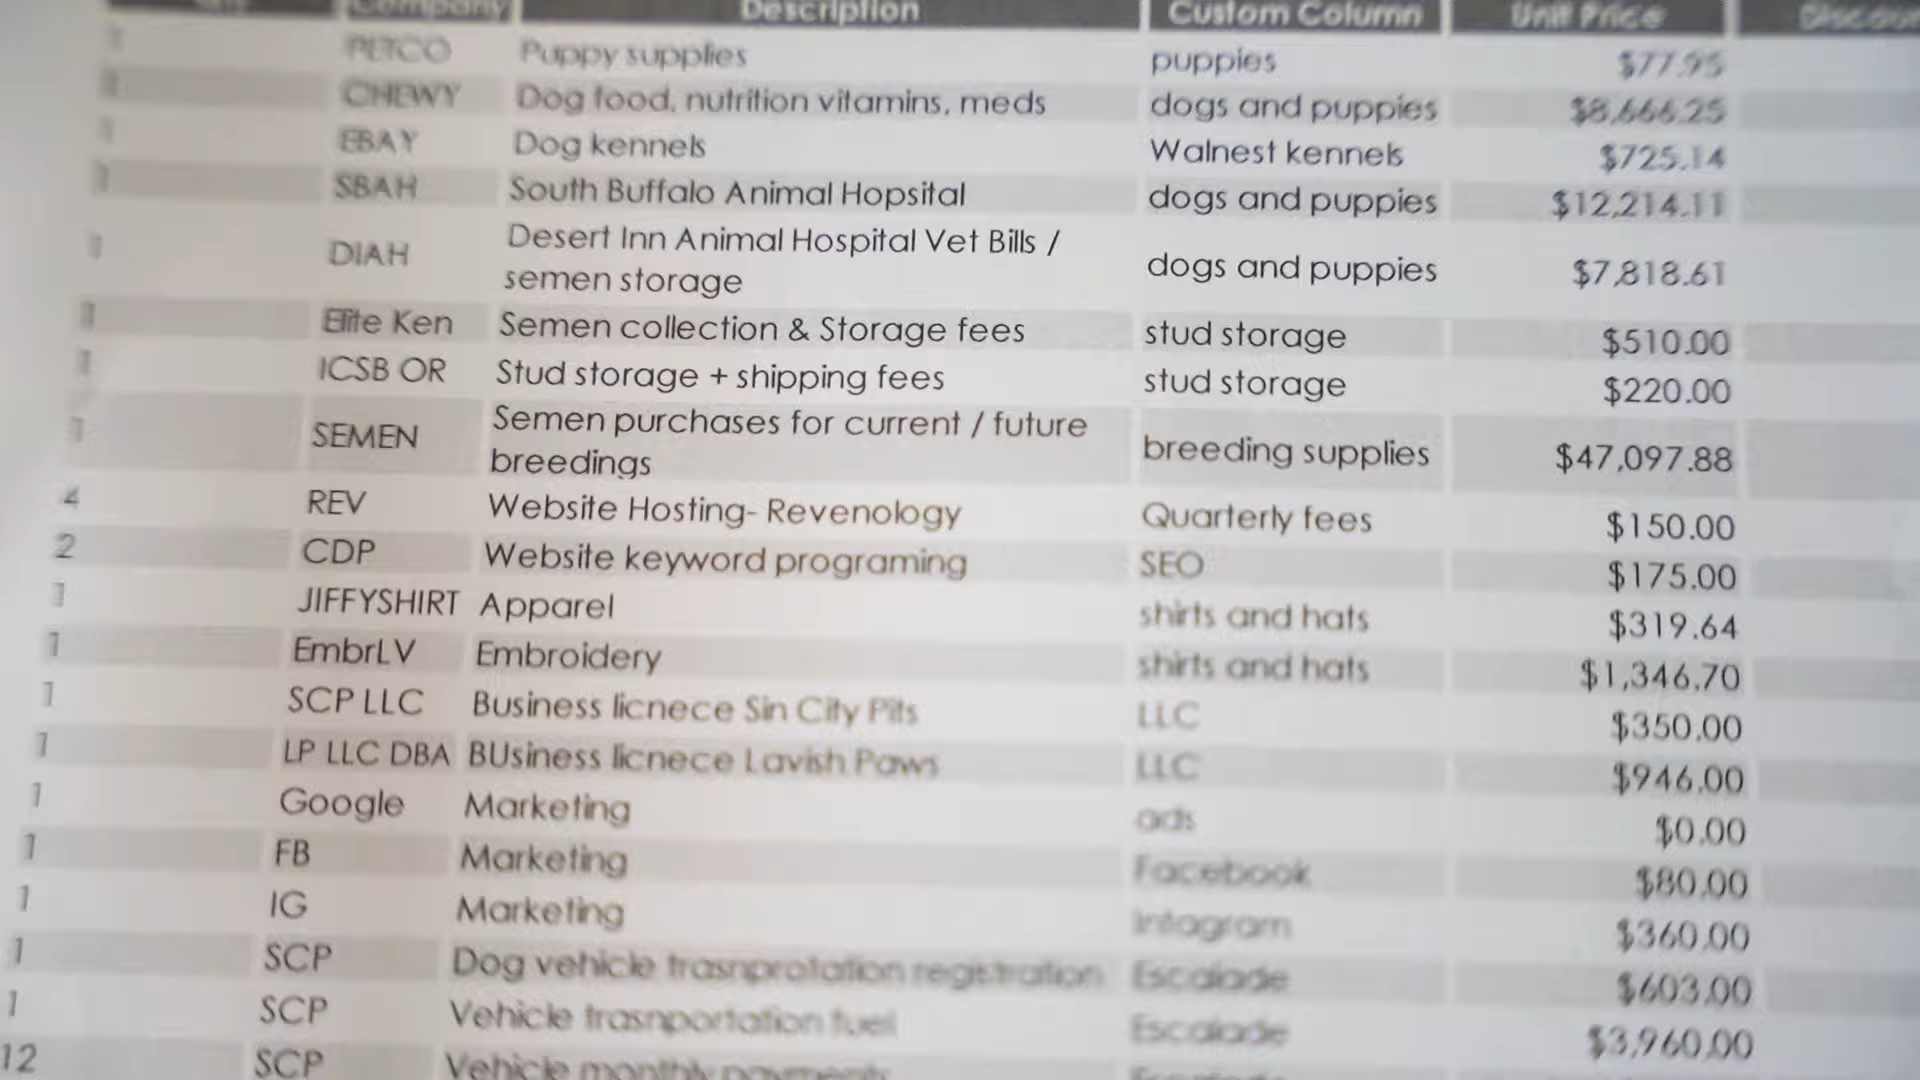 Qty Company Description Custom Column Unit Price Discount
1 PETCO Puppy supplies puppies $77.95
1 CHEWY Dog food, nutrition vitamins, meds dogs and puppies $8,666.25
1 EBAY Dog kennels Walnest kennels $725.14
1 SBAH South Buffalo Animal Hopsital dogs and puppies $12,214.11
1 DIAH Desert Inn Animal Hospital Vet Bills /
semen storage dogs and puppies $7,818.61
1 Elite Ken Semen collection & Storage fees stud storage $510.00
1 ICSB OR Stud storage + shipping fees stud storage $220.00
1 SEMEN Semen purchases for current / future
breedings breeding supplies $47,097.88
4 REV Website Hosting- Revenology Quarterly fees $150.00
2 CDP Website keyword programing SEO $175.00
1 JIFFYSHIRT Apparel shirts and hats $319.64
1 EmbrLV Embroidery shirts and hats $1,346.70
1 SCP LLC Business licnece Sin City Pits LLC $350.00
1 LP LLC DBA BUsiness licnece Lavish Paws LLC $946.00
1 Google Marketing ads $0.00
1 FB Marketing Facebook $80.00
1 IG Marketing Intagram $360.00
1 SCP Dog vehicle trasnprotation registration Escalade $603.00
1 SCP Vehicle trasnportation fuel Escalade $3,960.00
12 SCP Vehicle monthly payments